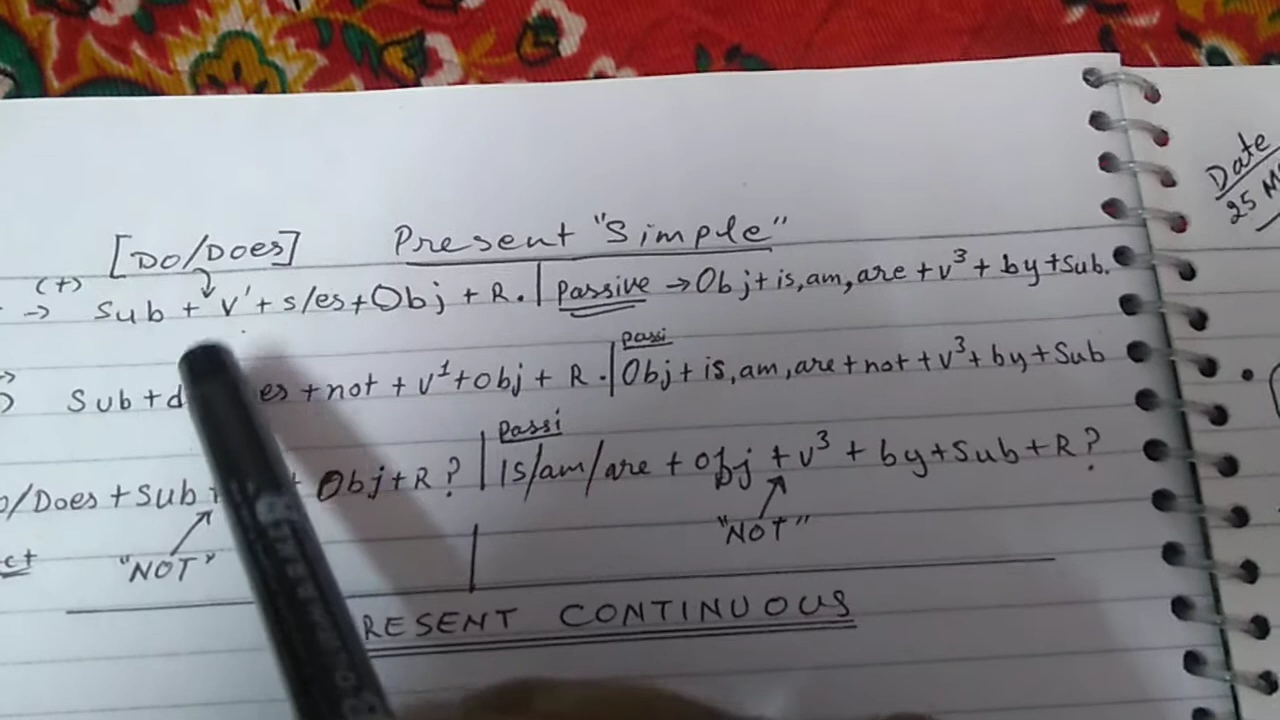 [Do/Does] Present "Simple"
(+)
→ Sub + V¹ + s/es + Obj + R. | Passive → Obj + is, am, are + V³ + by + Sub.
passi
Sub + d es + not + V¹ + Obj + R. | Obj + is, am, are + not + V³ + by + Sub
passi
/Does + Sub + Obj + R? | Is/am/are + Obj + V³ + by + Sub + R?
"NOT" "NOT"
RESENT CONTINUOUS
Date
25